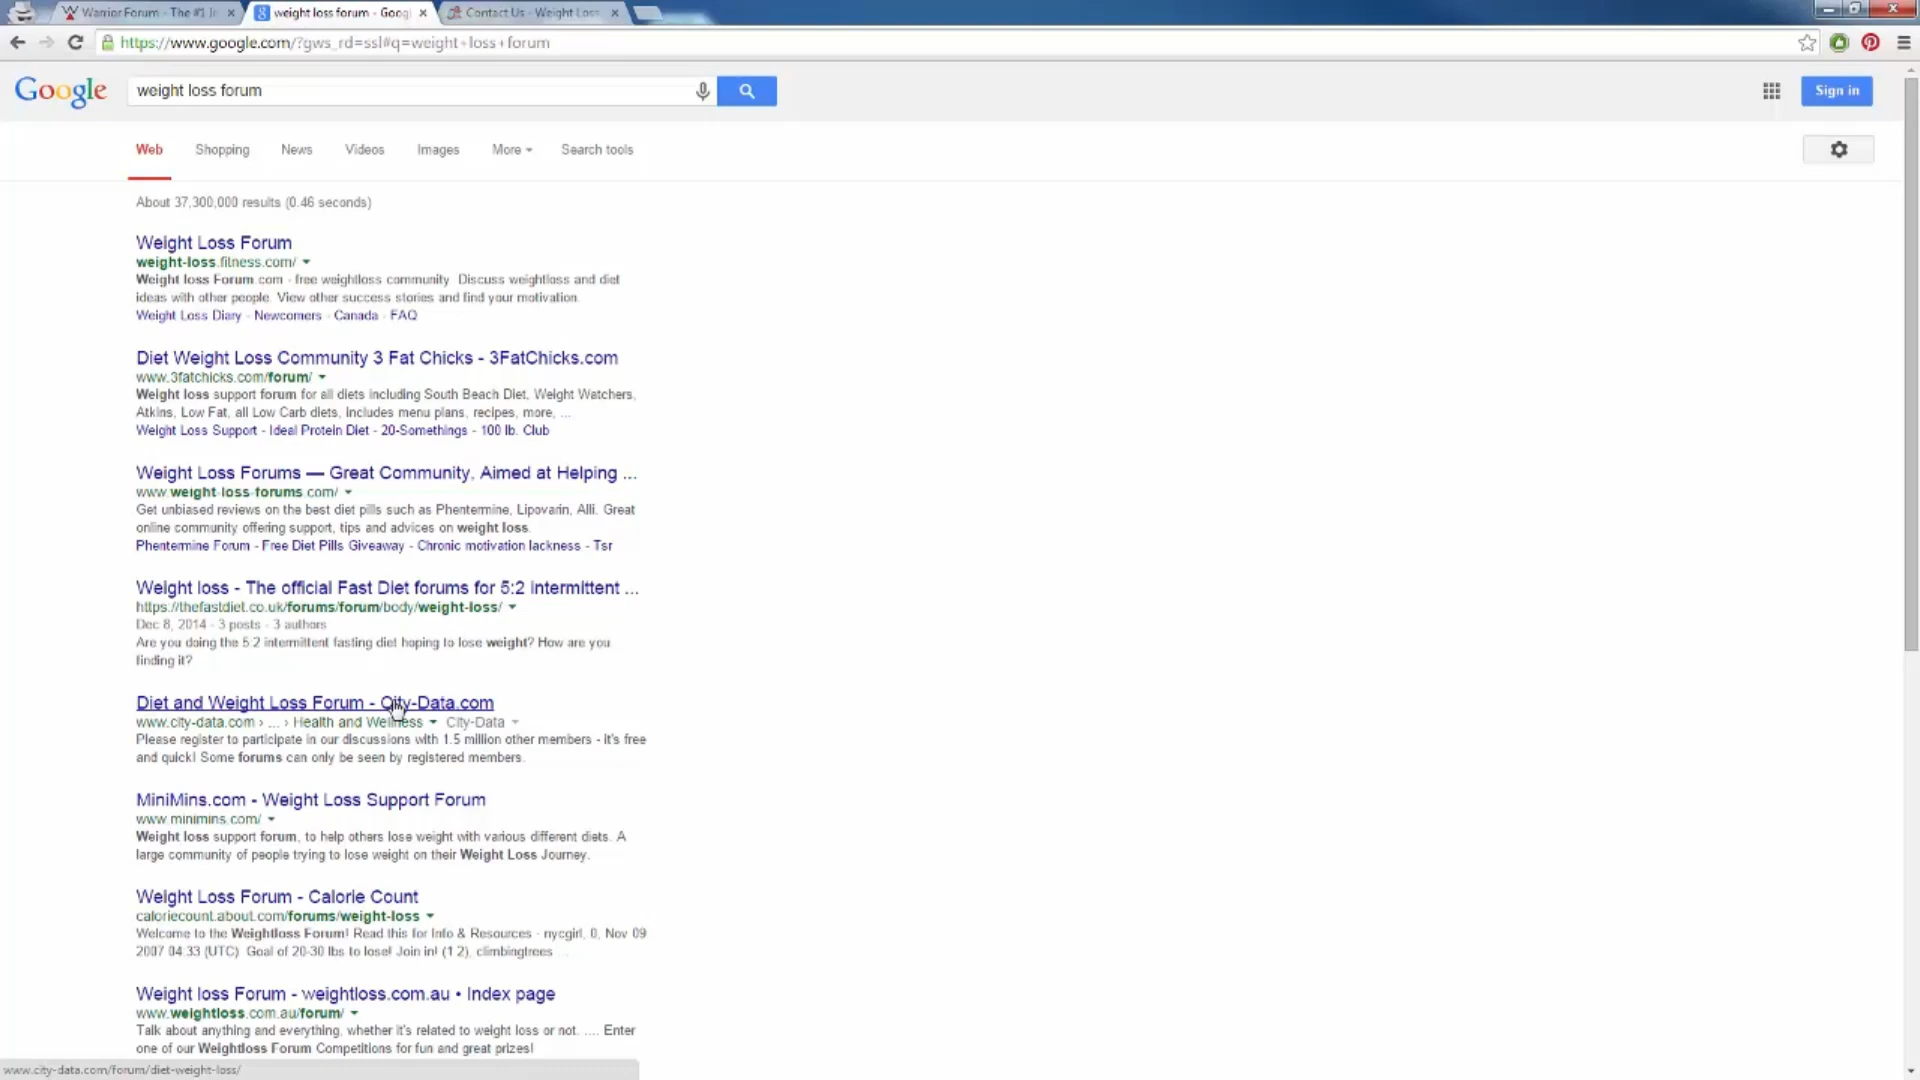 Warrior Forum - The #1 I
weight loss forum - Googl
Contact Us - Weight Loss
https://www.google.com/?gws_rd=ssl#q=weight+loss+forum
Google
weight loss forum
Sign in
Web Shopping News Videos Images More Search tools
About 37,300,000 results (0.46 seconds)
Weight Loss Forum
weight-loss.fitness.com/
Weight loss Forum.com - free weightloss community. Discuss weightloss and diet
ideas with other people. View other success stories and find your motivation.
Weight Loss Diary - Newcomers - Canada - FAQ
Diet Weight Loss Community 3 Fat Chicks - 3FatChicks.com
www.3fatchicks.com/forum/
Weight loss support forum for all diets including South Beach Diet, Weight Watchers,
Atkins, Low Fat, all Low Carb diets, includes menu plans, recipes, more, ...
Weight Loss Support - Ideal Protein Diet - 20-Somethings - 100 lb. Club
Weight Loss Forums — Great Community, Aimed at Helping ...
www.weight-loss-forums.com/
Get unbiased reviews on the best diet pills such as Phentermine, Lipovarin, Alli. Great
online community offering support, tips and advices on weight loss.
Phentermine Forum - Free Diet Pills Giveaway - Chronic motivation lackness - Tsr
Weight loss - The official Fast Diet forums for 5:2 intermittent ...
https://thefastdiet.co.uk/forums/forum/body/weight-loss/
Dec 8, 2014 - 3 posts - 3 authors
Are you doing the 5:2 intermittent fasting diet hoping to lose weight? How are you
finding it?
Diet and Weight Loss Forum - City-Data.com
www.city-data.com › ... › Health and Wellness City-Data
Please register to participate in our discussions with 1.5 million other members - it's free
and quick! Some forums can only be seen by registered members.
MiniMins.com - Weight Loss Support Forum
www.minimins.com/
Weight loss support forum, to help others lose weight with various different diets. A
large community of people trying to lose weight on their Weight Loss Journey.
Weight Loss Forum - Calorie Count
caloriecount.about.com/forums/weight-loss
Welcome to the Weightloss Forum! Read this for Info & Resources - nycgirl, 0, Nov 09
2007 04:33 (UTC). Goal of 20-30 lbs to lose! Join in! (1 2), climbingtrees ...
Weight loss Forum - weightloss.com.au • Index page
www.weightloss.com.au/forum/
Talk about anything and everything, whether it's related to weight loss or not. .... Enter
one of our Weightloss Forum Competitions for fun and great prizes!
www.city-data.com/forum/diet-weight-loss/